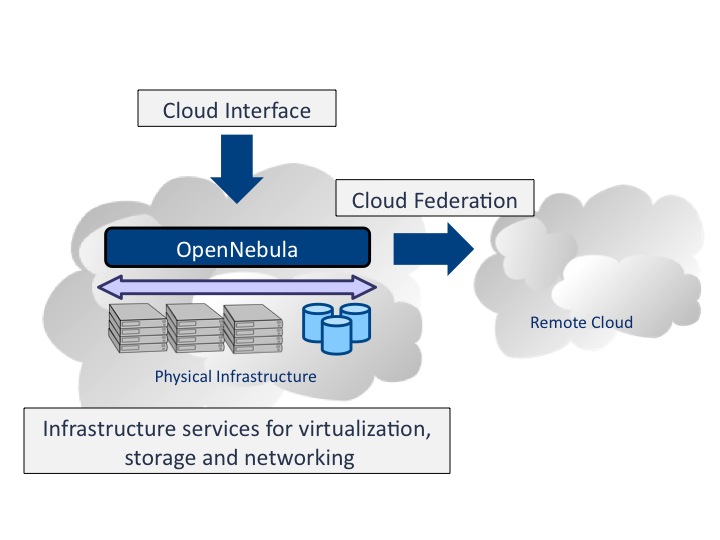 Cloud Interface
Cloud Federation
OpenNebula
Remote Cloud
Physical Infrastructure
Infrastructure services for virtualization,
storage and networking